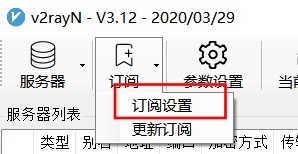 v2rayN - V3.12 - 2020/03/29
服务器 订阅 参数设置 当前
订阅设置
服务器列表
更新订阅
类型 别名 地址 端口 加密方式 传